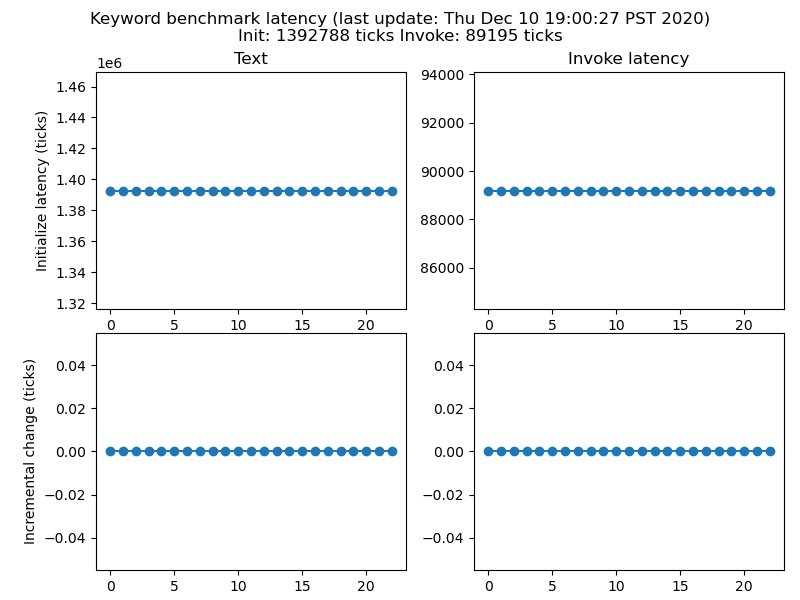 Keyword benchmark latency (last update: Thu Dec 10 19:00:27 PST 2020)
Init: 1392788 ticks Invoke: 89195 ticks
Text
1e6
1.46
1.44
1.42
1.40
1.38
1.36
1.34
1.32
Initialize latency (ticks)
0 5 10 15 20
Invoke latency
94000
92000
90000
88000
86000
0 5 10 15 20
0.04
0.02
0.00
−0.02
−0.04
Incremental change (ticks)
0 5 10 15 20
0.04
0.02
0.00
−0.02
−0.04
0 5 10 15 20